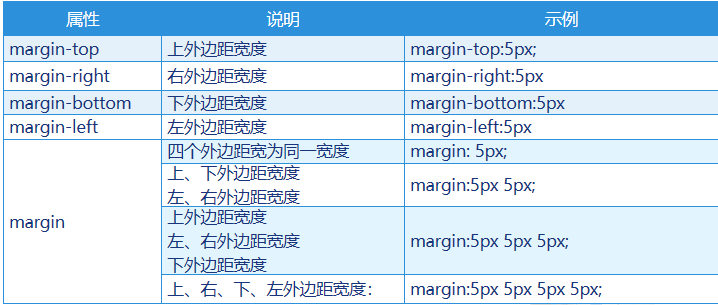 属性 说明 示例
margin-top 上外边距宽度 margin-top:5px;
margin-right 右外边距宽度 margin-right:5px
margin-bottom 下外边距宽度 margin-bottom:5px
margin-left 左外边距宽度 margin-left:5px
margin 四个外边距宽为同一宽度 margin: 5px;
上、下外边距宽度
左、右外边距宽度 margin:5px 5px;
上外边距宽度
左、右外边距宽度 margin:5px 5px 5px;
下外边距宽度
上、右、下、左外边距宽度: margin:5px 5px 5px 5px;